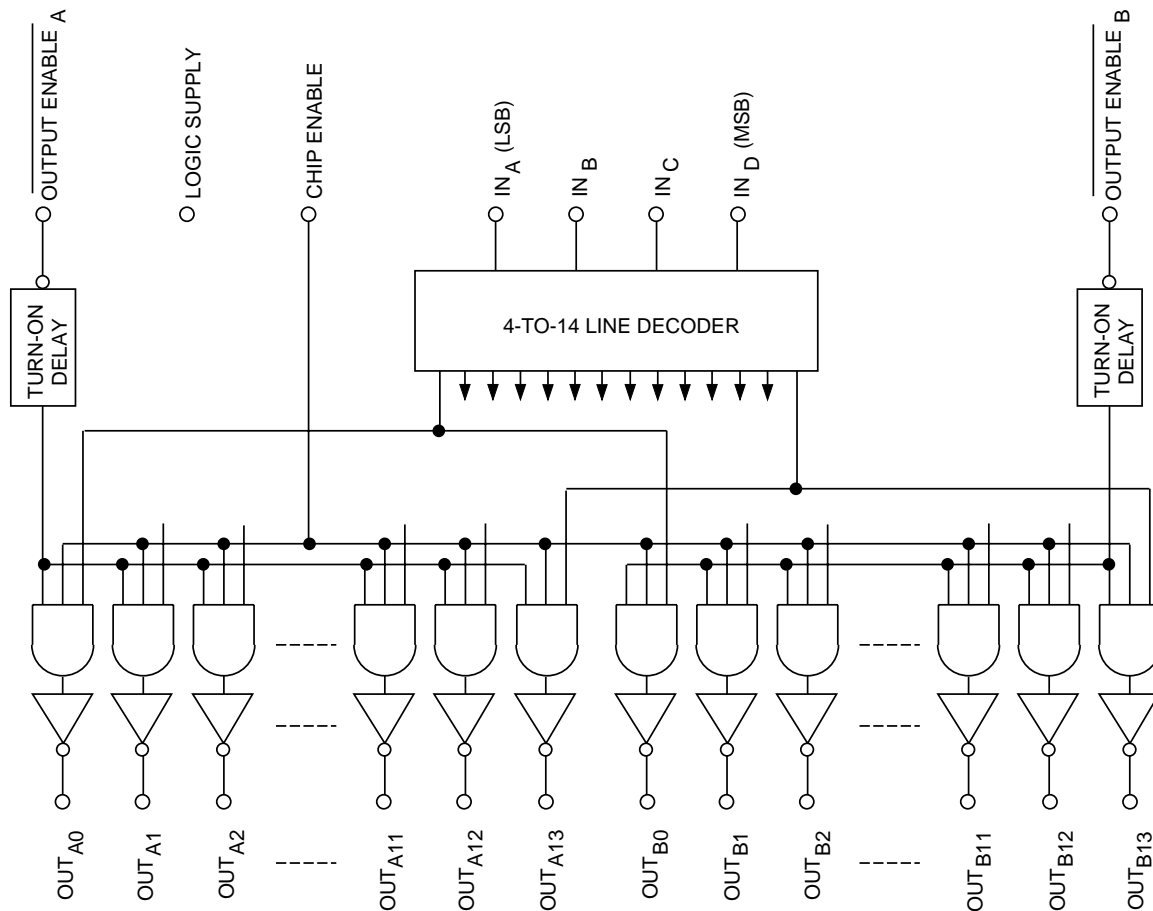 OUTPUT ENABLE A
LOGIC SUPPLY
CHIP ENABLE
IN A (LSB)
IN B
IN C
IN D (MSB)
OUTPUT ENABLE B
TURN-ON
DELAY
4-TO-14 LINE DECODER
TURN-ON
DELAY
OUT A0
OUT A1
OUT A2
OUT A11
OUT A12
OUT A13
OUT B0
OUT B1
OUT B2
OUT B11
OUT B12
OUT B13